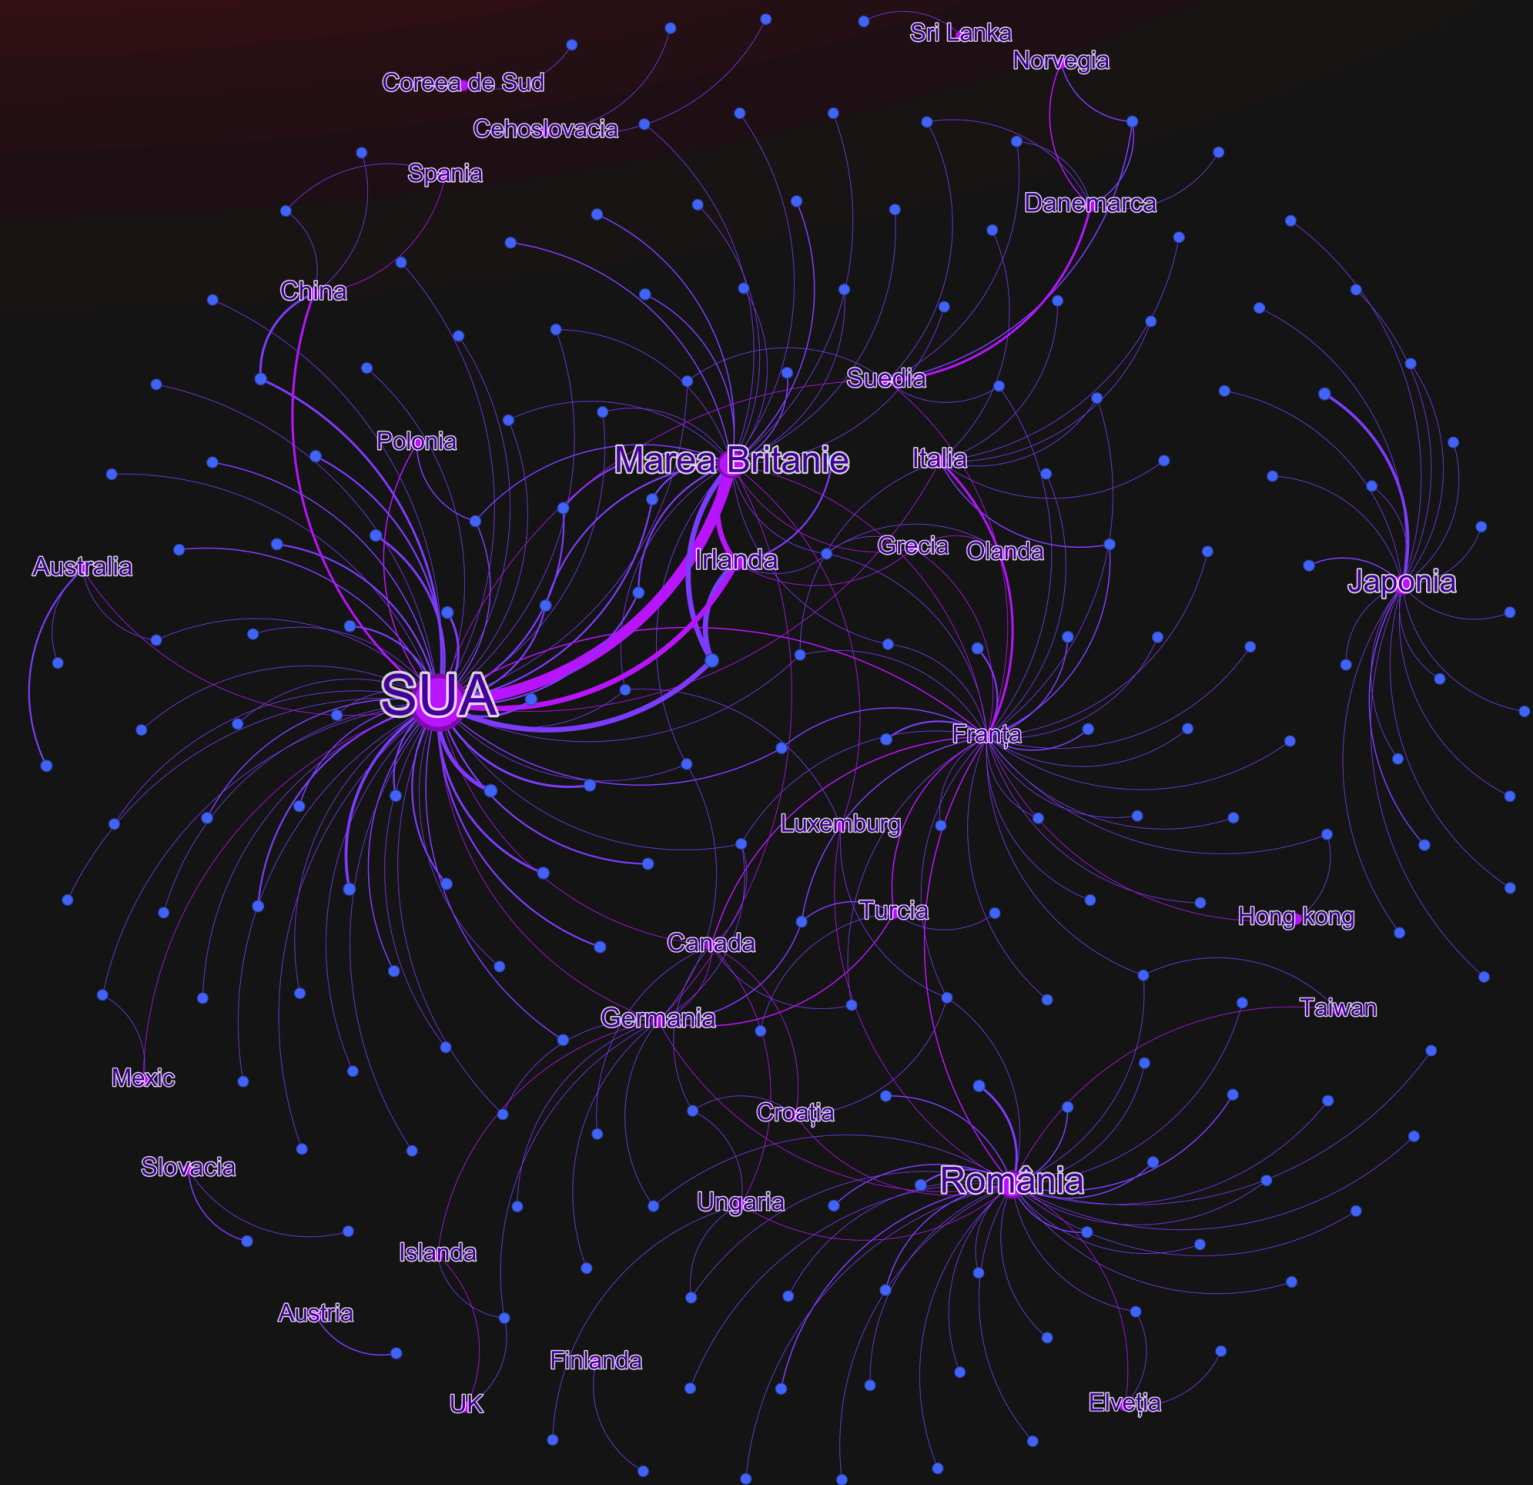 Sri Lanka
Norvegia
Coreea de Sud
Cehoslovacia
Spania
Danemarca
China
Suedia
Polonia
Marea Britanie
Italia
Grecia
Olanda
Irlanda
Australia
Japonia
SUA
Franța
Luxemburg
Turcia
Hong kong
Canada
Taiwan
Germania
Mexic
Croația
Slovacia
România
Ungaria
Islanda
Austria
Finlanda
UK
Elveția